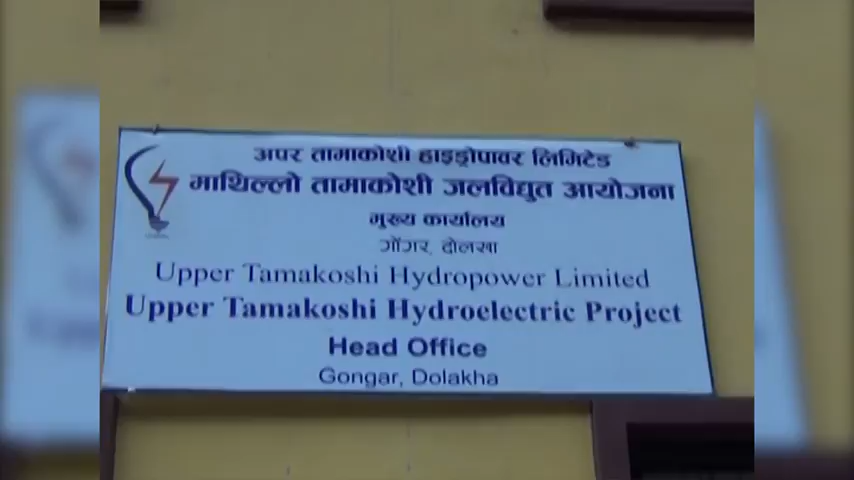 अपर तामाकोशी हाइड्रोपावर लिमिटेड
माथिल्लो तामाकोशी जलविद्युत आयोजना
मुख्य कार्यालय
गोंगर, दोलखा
Upper Tamakoshi Hydropower Limited
Upper Tamakoshi Hydroelectric Project
Head Office
Gongar, Dolakha